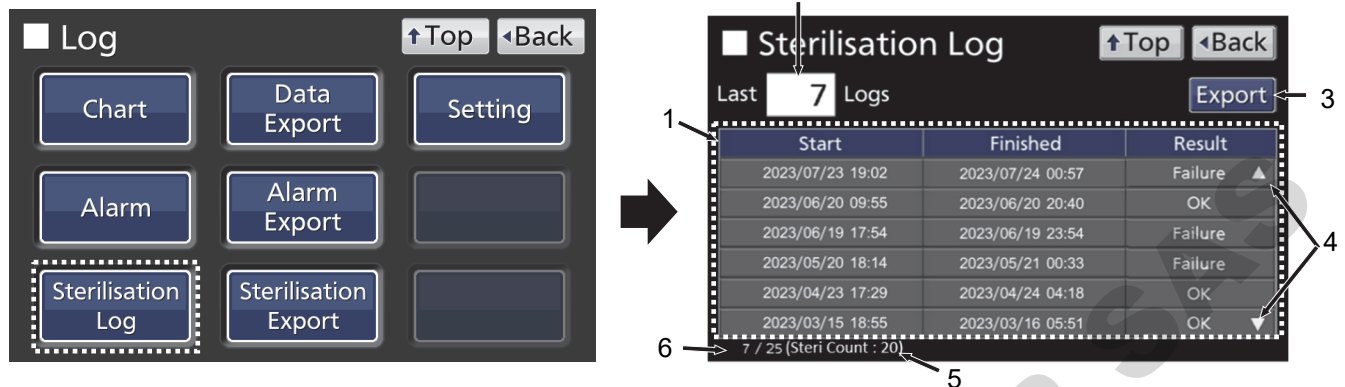 Log
Top
Back
Chart
Data
Export
Setting
Alarm
Alarm
Export
Sterilisation
Log
Sterilisation
Export
Sterilisation Log
Top
Back
Last 7 Logs
Export
3
1
Start Finished Result
2023/07/23 19:02 2023/07/24 00:57 Failure
2023/06/20 09:55 2023/06/20 20:40 OK
2023/06/19 17:54 2023/06/19 23:54 Failure
4
2023/05/20 18:14 2023/05/21 00:33 Failure
2023/04/23 17:29 2023/04/24 04:18 OK
2023/03/15 18:55 2023/03/16 05:51 OK
6
7 / 25 (Steri Count : 20)
5